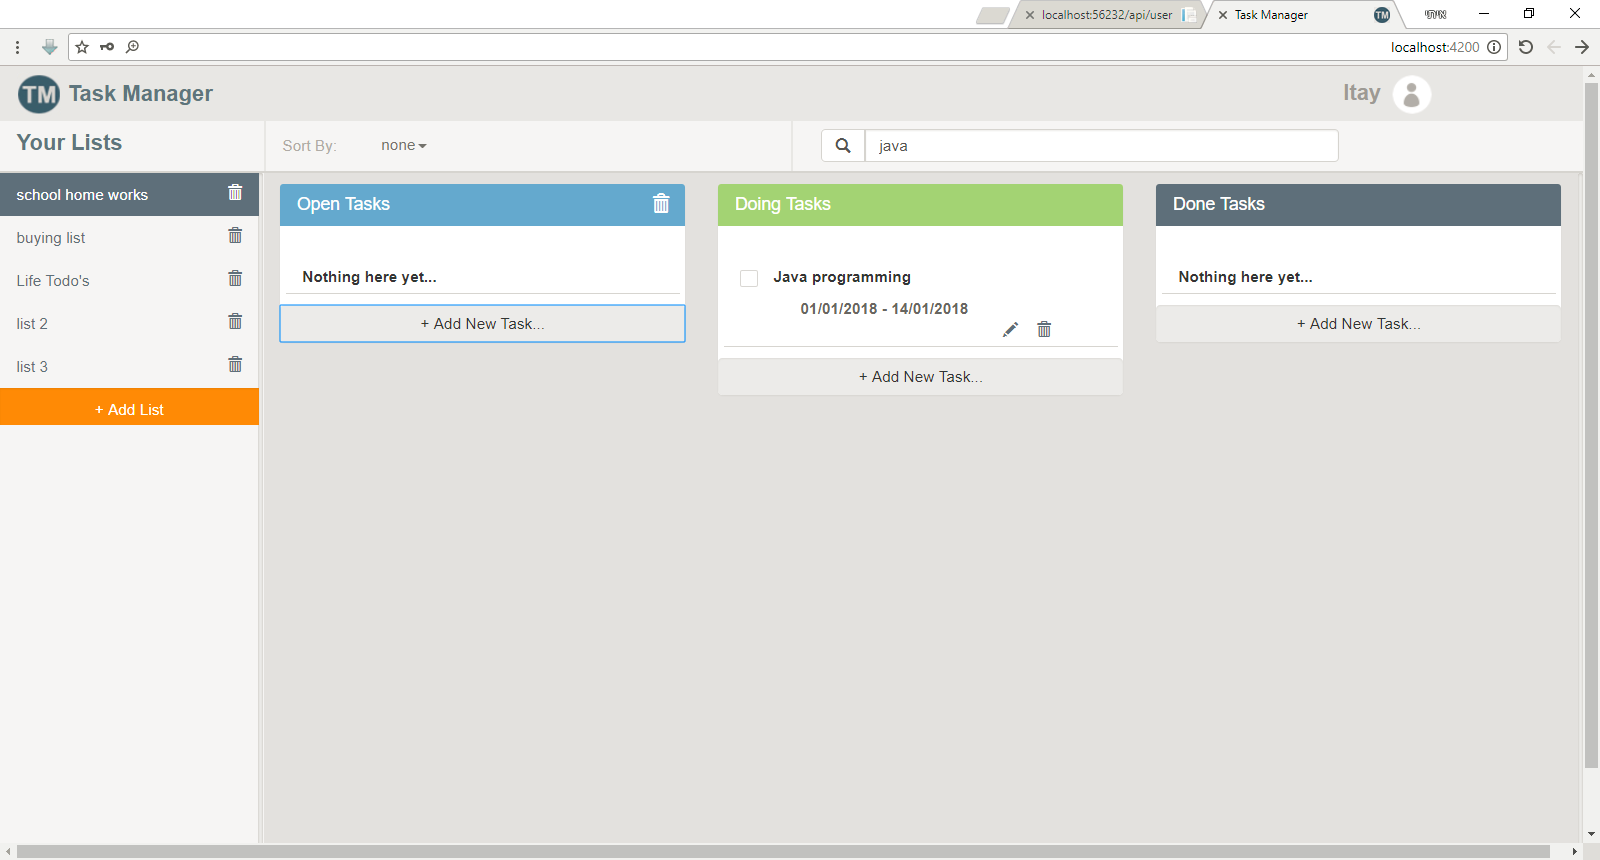 localhost:56232/api/user
Task Manager
TM
איתי
localhost:4200
TM Task Manager
Itay
Your Lists
Sort By: none
java
school home works
buying list
Life Todo's
list 2
list 3
+ Add List
Open Tasks
Nothing here yet...
+ Add New Task...
Doing Tasks
Java programming
01/01/2018 - 14/01/2018
+ Add New Task...
Done Tasks
Nothing here yet...
+ Add New Task...